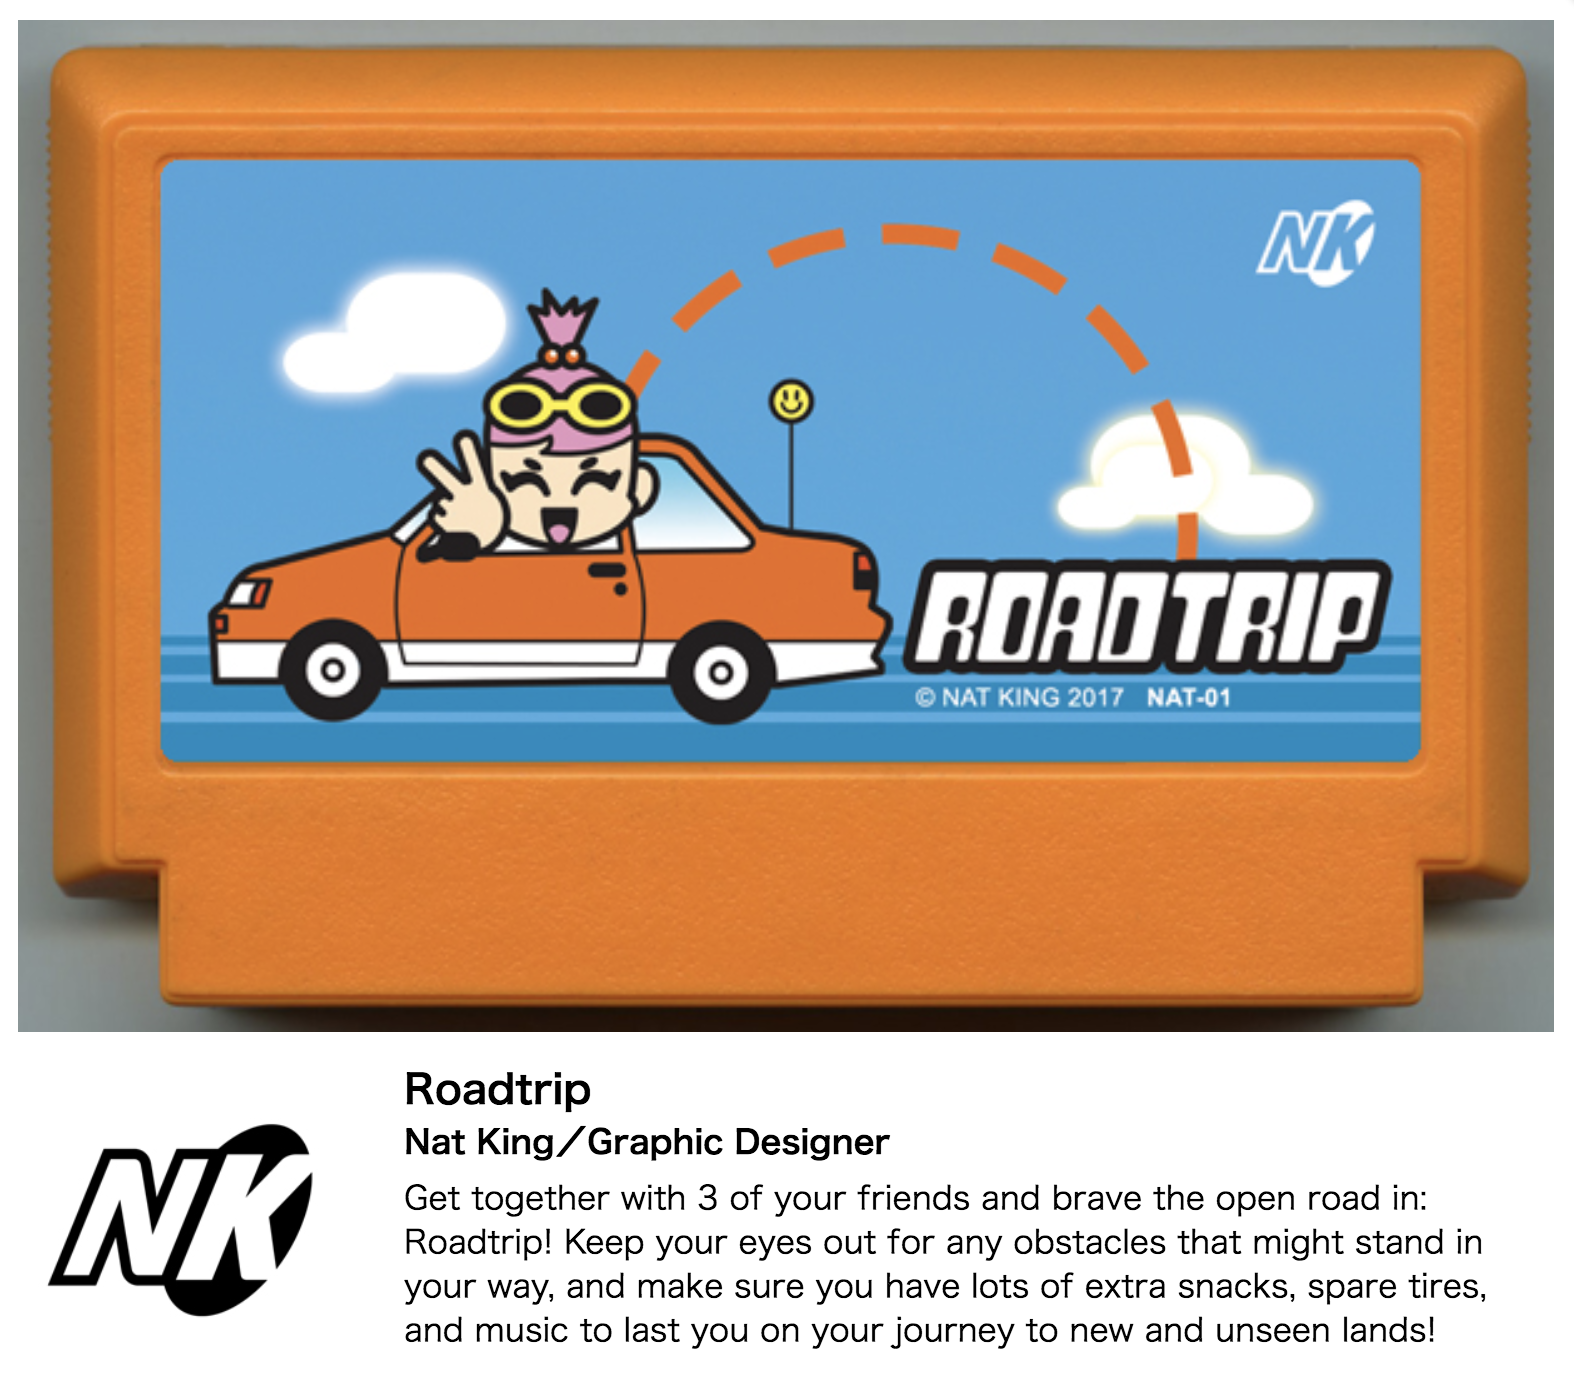 NK
ROADTRIP
© NAT KING 2017 NAT-01
NK
Roadtrip
Nat King／Graphic Designer
Get together with 3 of your friends and brave the open road in:
Roadtrip! Keep your eyes out for any obstacles that might stand in
your way, and make sure you have lots of extra snacks, spare tires,
and music to last you on your journey to new and unseen lands!